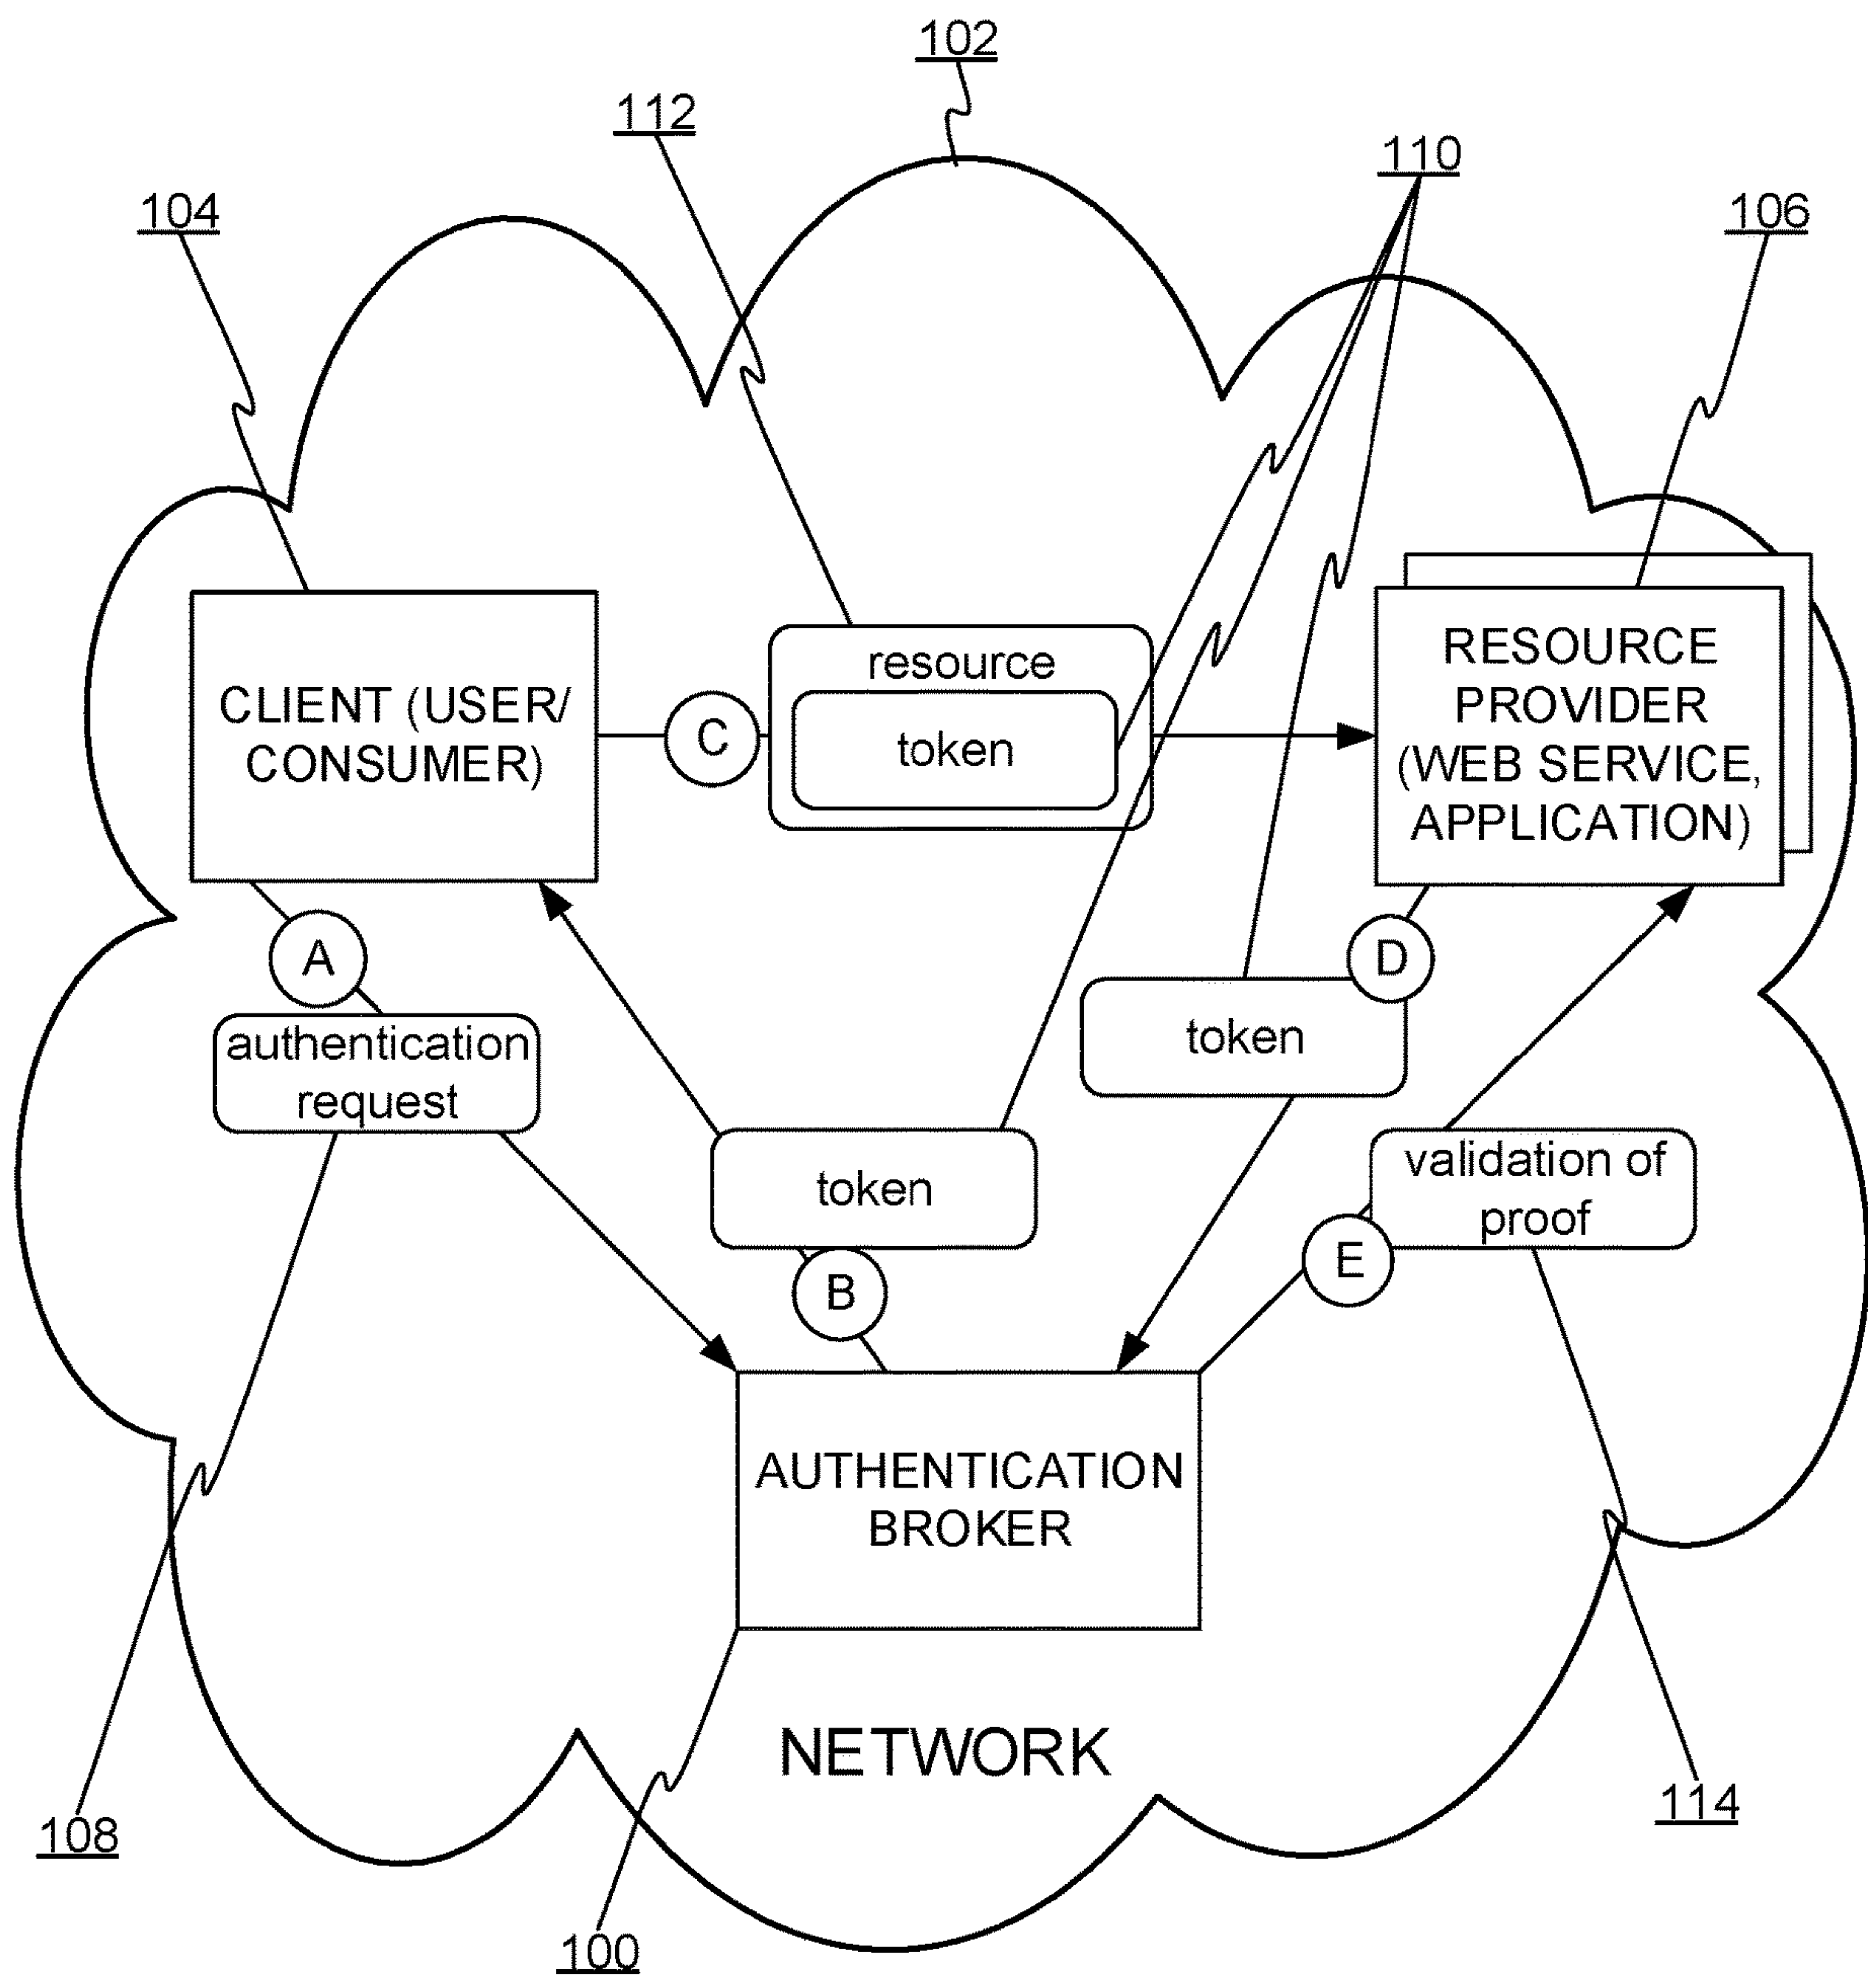 102
112
110
104
106
CLIENT (USER/
CONSUMER)
C
resource
token
RESOURCE
PROVIDER
(WEB SERVICE,
APPLICATION)
A
authentication
request
D
token
token
B
validation of
proof
E
AUTHENTICATION
BROKER
NETWORK
108
114
100